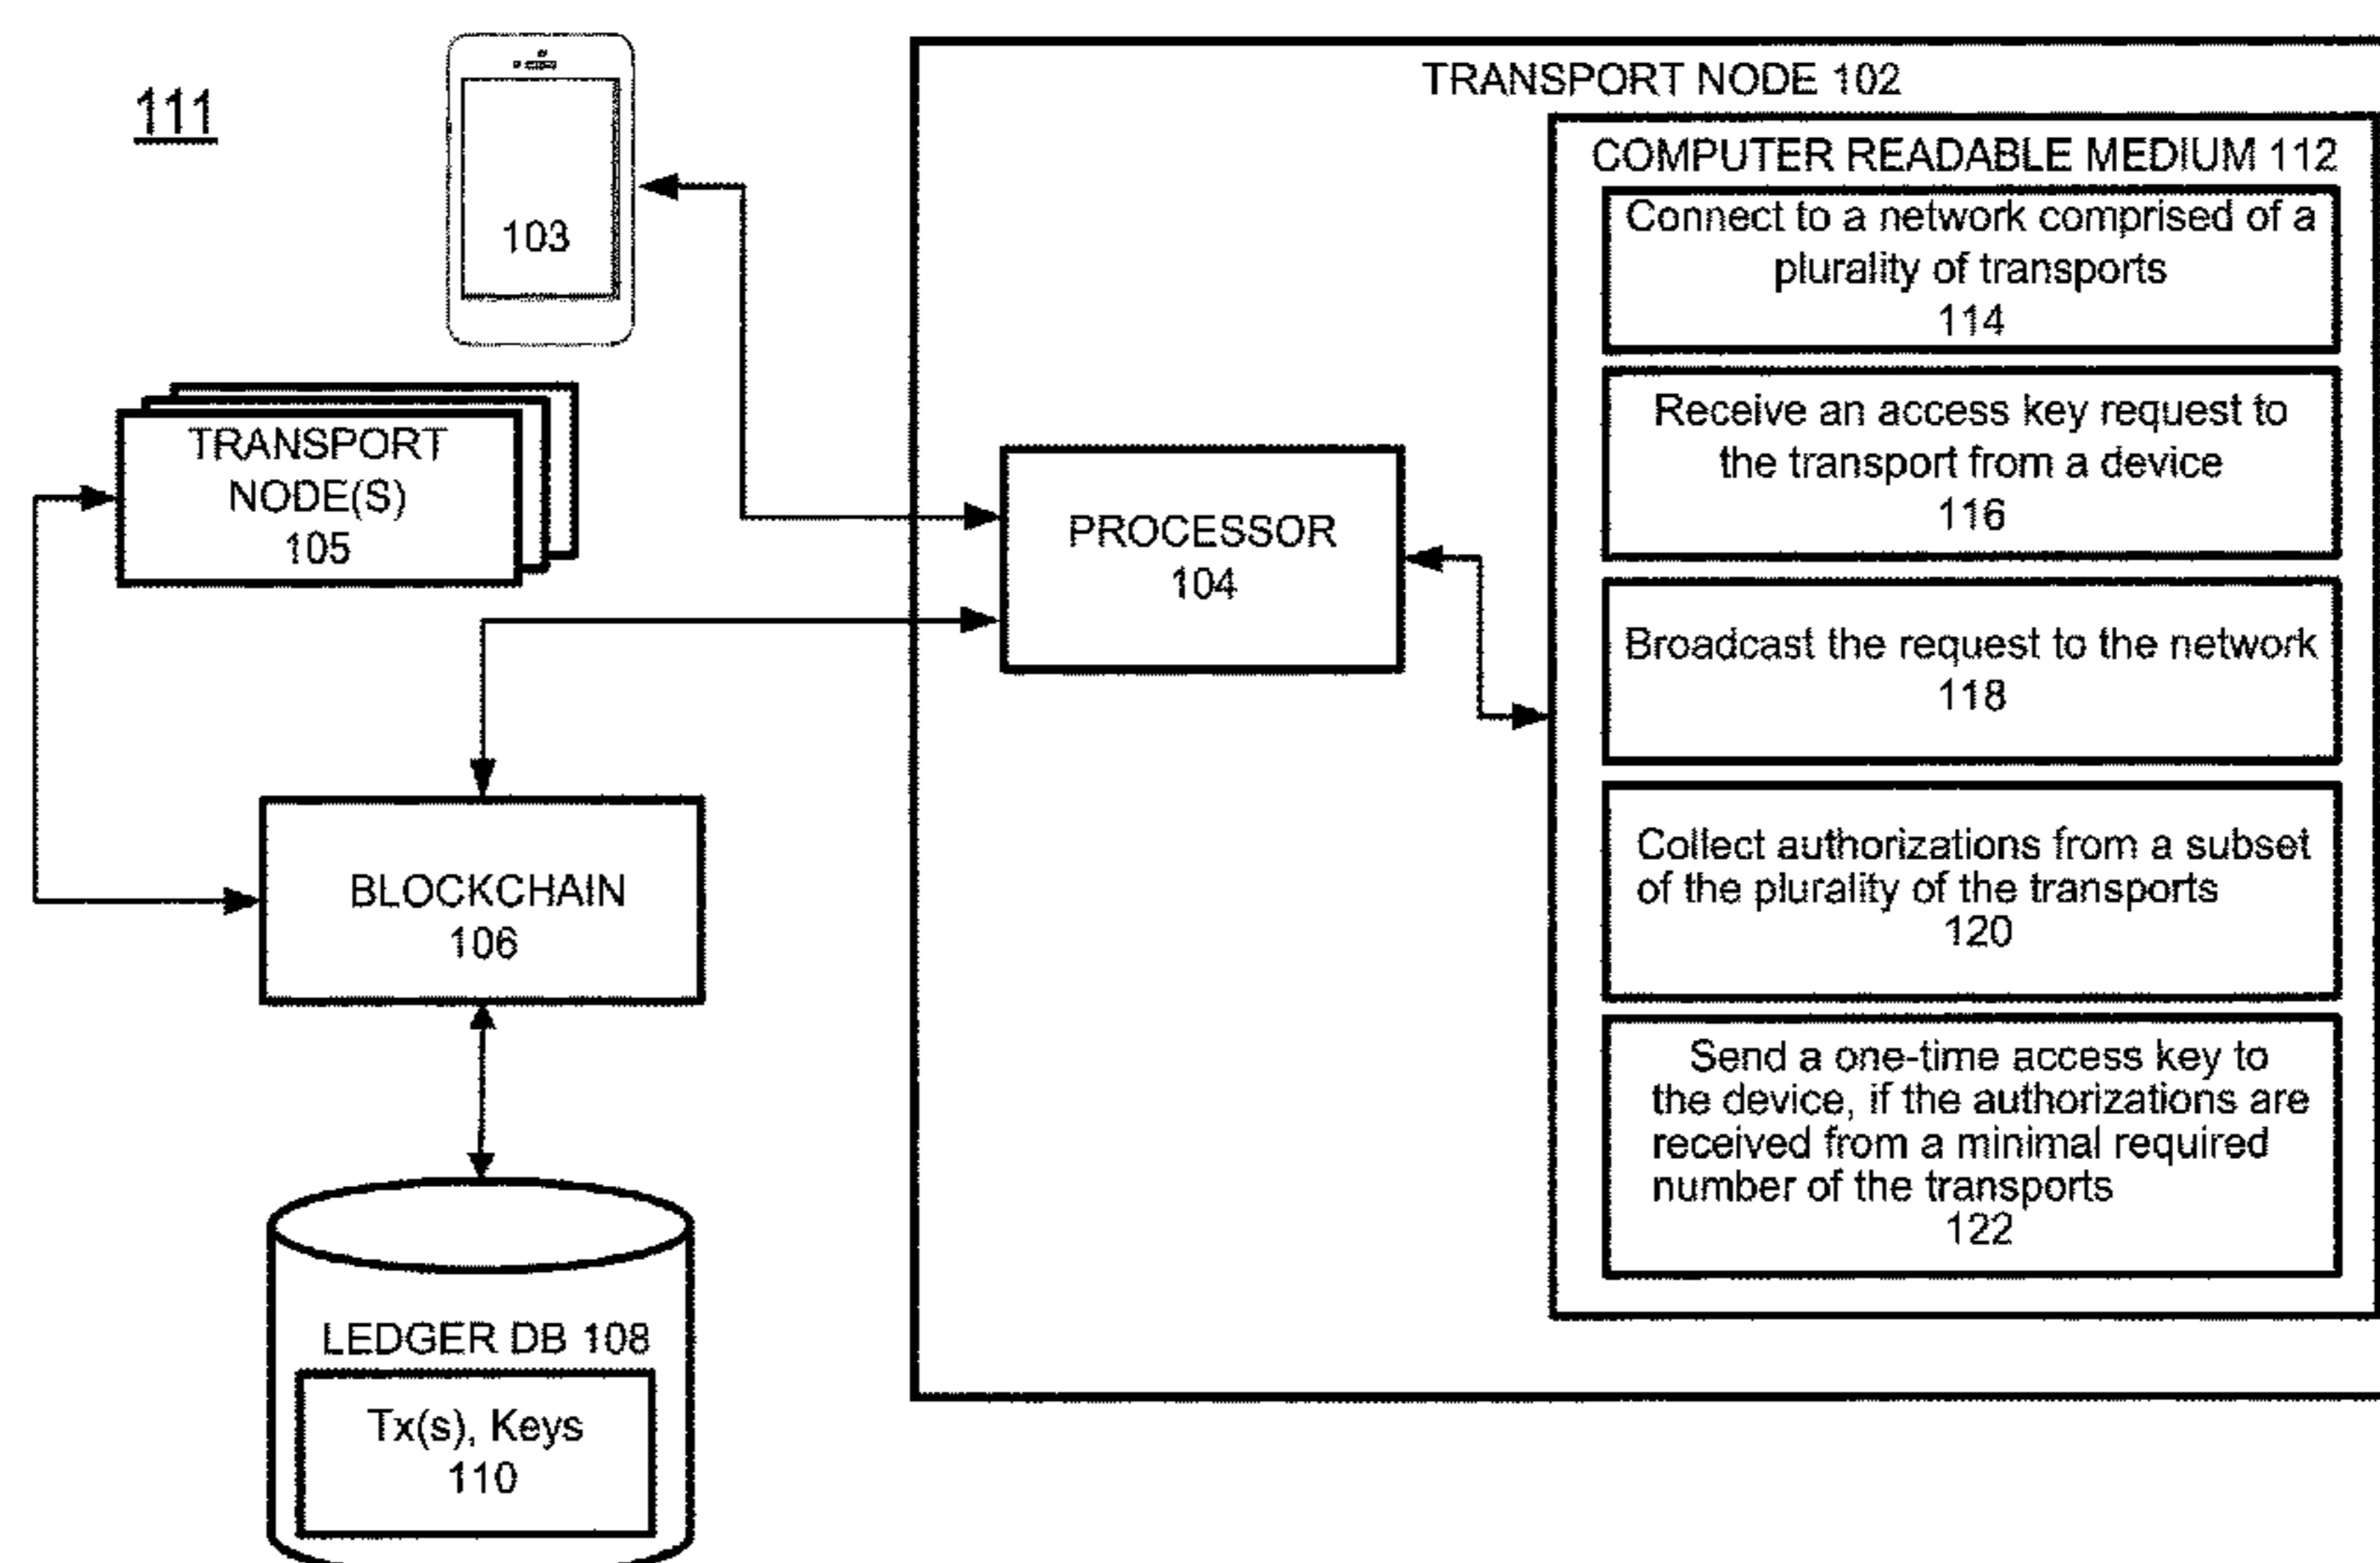 111
103
TRANSPORT
NODE(S)
105
BLOCKCHAIN
106
LEDGER DB 108
Tx(s), Keys
110
TRANSPORT NODE 102
PROCESSOR
104
COMPUTER READABLE MEDIUM 112
Connect to a network comprised of a
plurality of transports
114
Receive an access key request to
the transport from a device
116
Broadcast the request to the network
118
Collect authorizations from a subset
of the plurality of the transports
120
Send a one-time access key to
the device, if the authorizations are
received from a minimal required
number of the transports
122